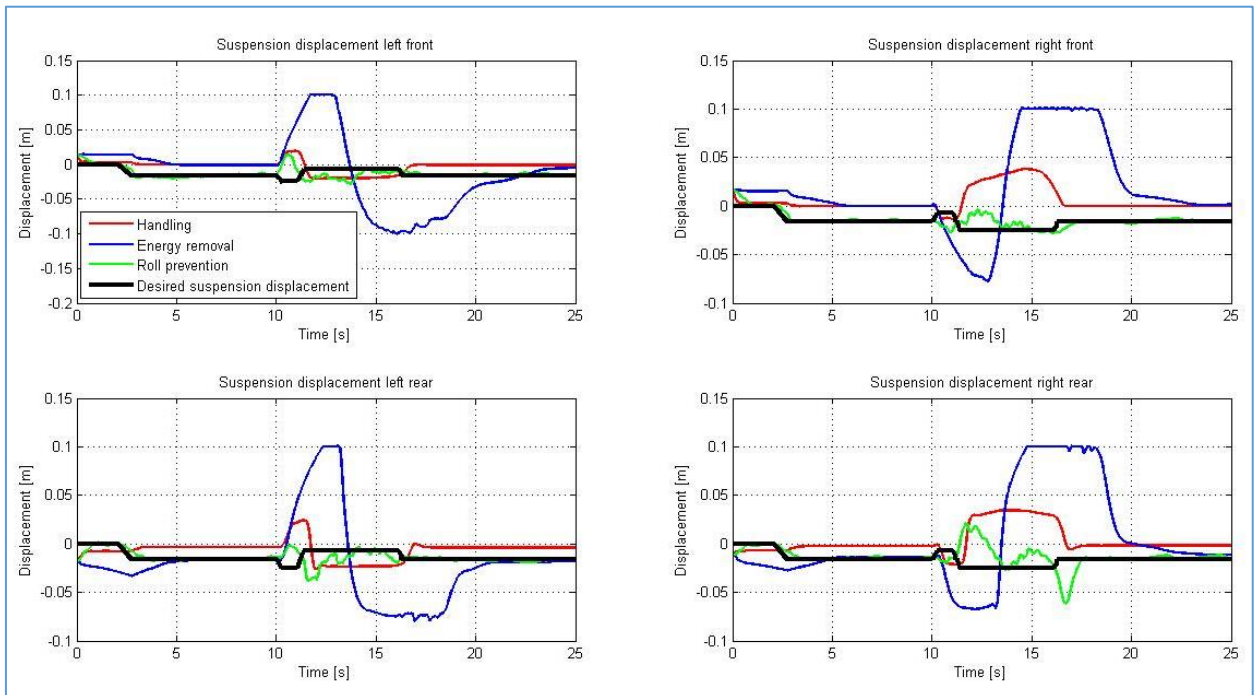 Suspension displacement left front
0.15
0.1
0.05
0
-0.05
-0.1
-0.15
-0.2
Displacement [m]
Handling
Energy removal
Roll prevention
Desired suspension displacement
0 5 10 15 20 25
Time [s]
Suspension displacement right front
0.15
0.1
0.05
0
-0.05
-0.1
Displacement [m]
0 5 10 15 20 25
Time [s]
Suspension displacement left rear
0.15
0.1
0.05
0
-0.05
-0.1
Displacement [m]
0 5 10 15 20 25
Time [s]
Suspension displacement right rear
0.15
0.1
0.05
0
-0.05
-0.1
Displacement [m]
0 5 10 15 20 25
Time [s]